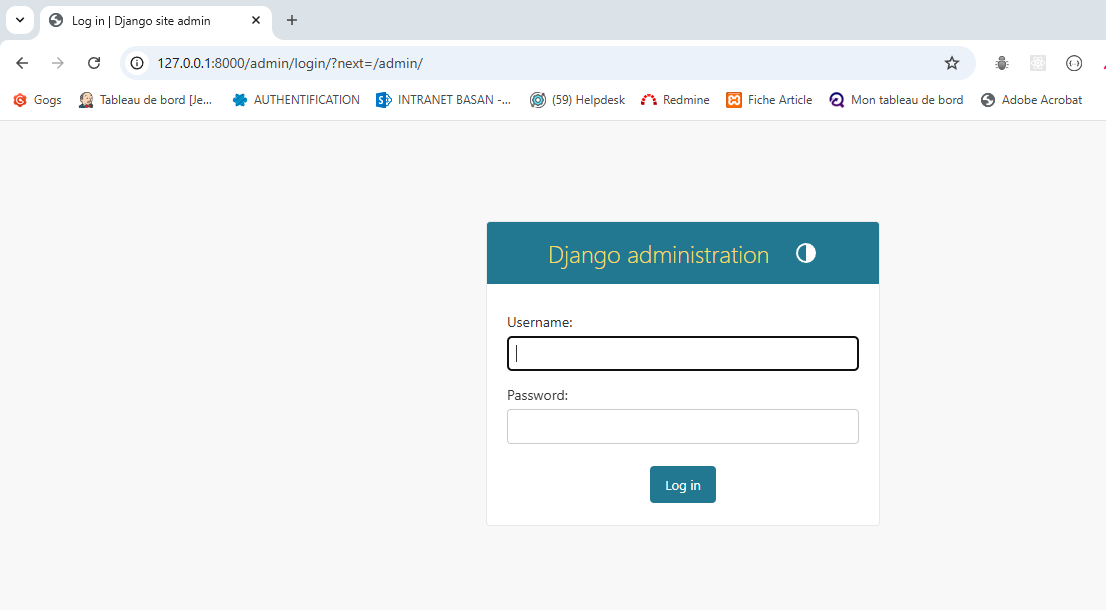 Log in | Django site admin
127.0.0.1:8000/admin/login/?next=/admin/
Gogs Tableau de bord [Je... AUTHENTIFICATION INTRANET BASAN -... (59) Helpdesk Redmine Fiche Article Mon tableau de bord Adobe Acrobat
Django administration
Username:
Password:
Log in